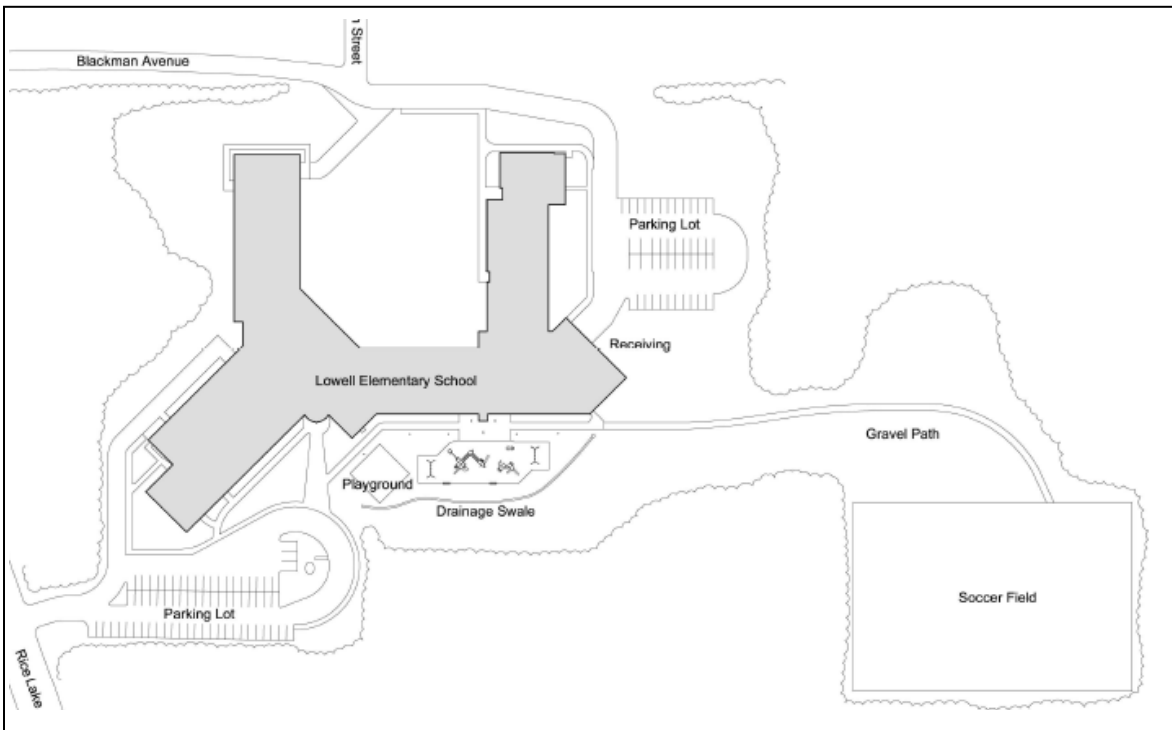 n Street
Blackman Avenue
Parking Lot
Receiving
Lowell Elementary School
Gravel Path
Playground
Drainage Swale
Soccer Field
Parking Lot
Rice Lake